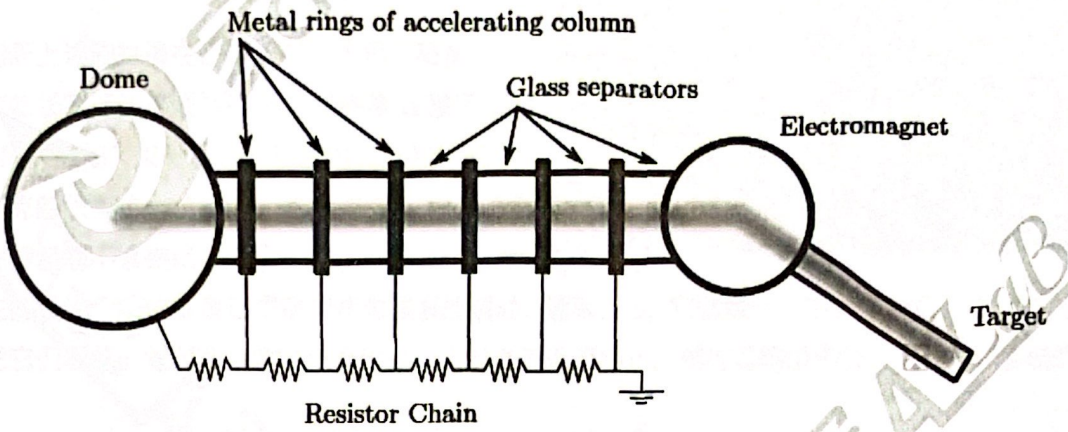 Metal rings of accelerating column
Dome
Glass separators
Electromagnet
Target
Resistor Chain